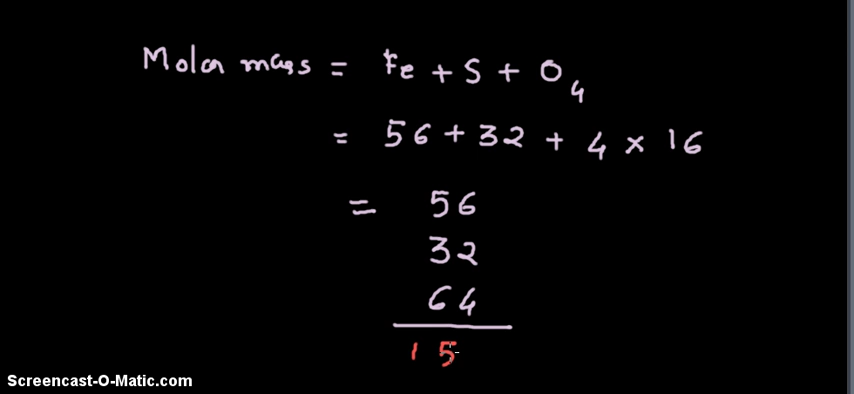 Molar mass = Fe + S + O₄
= 56 + 32 + 4 × 16
= 56
32
64
15
Screencast-O-Matic.com